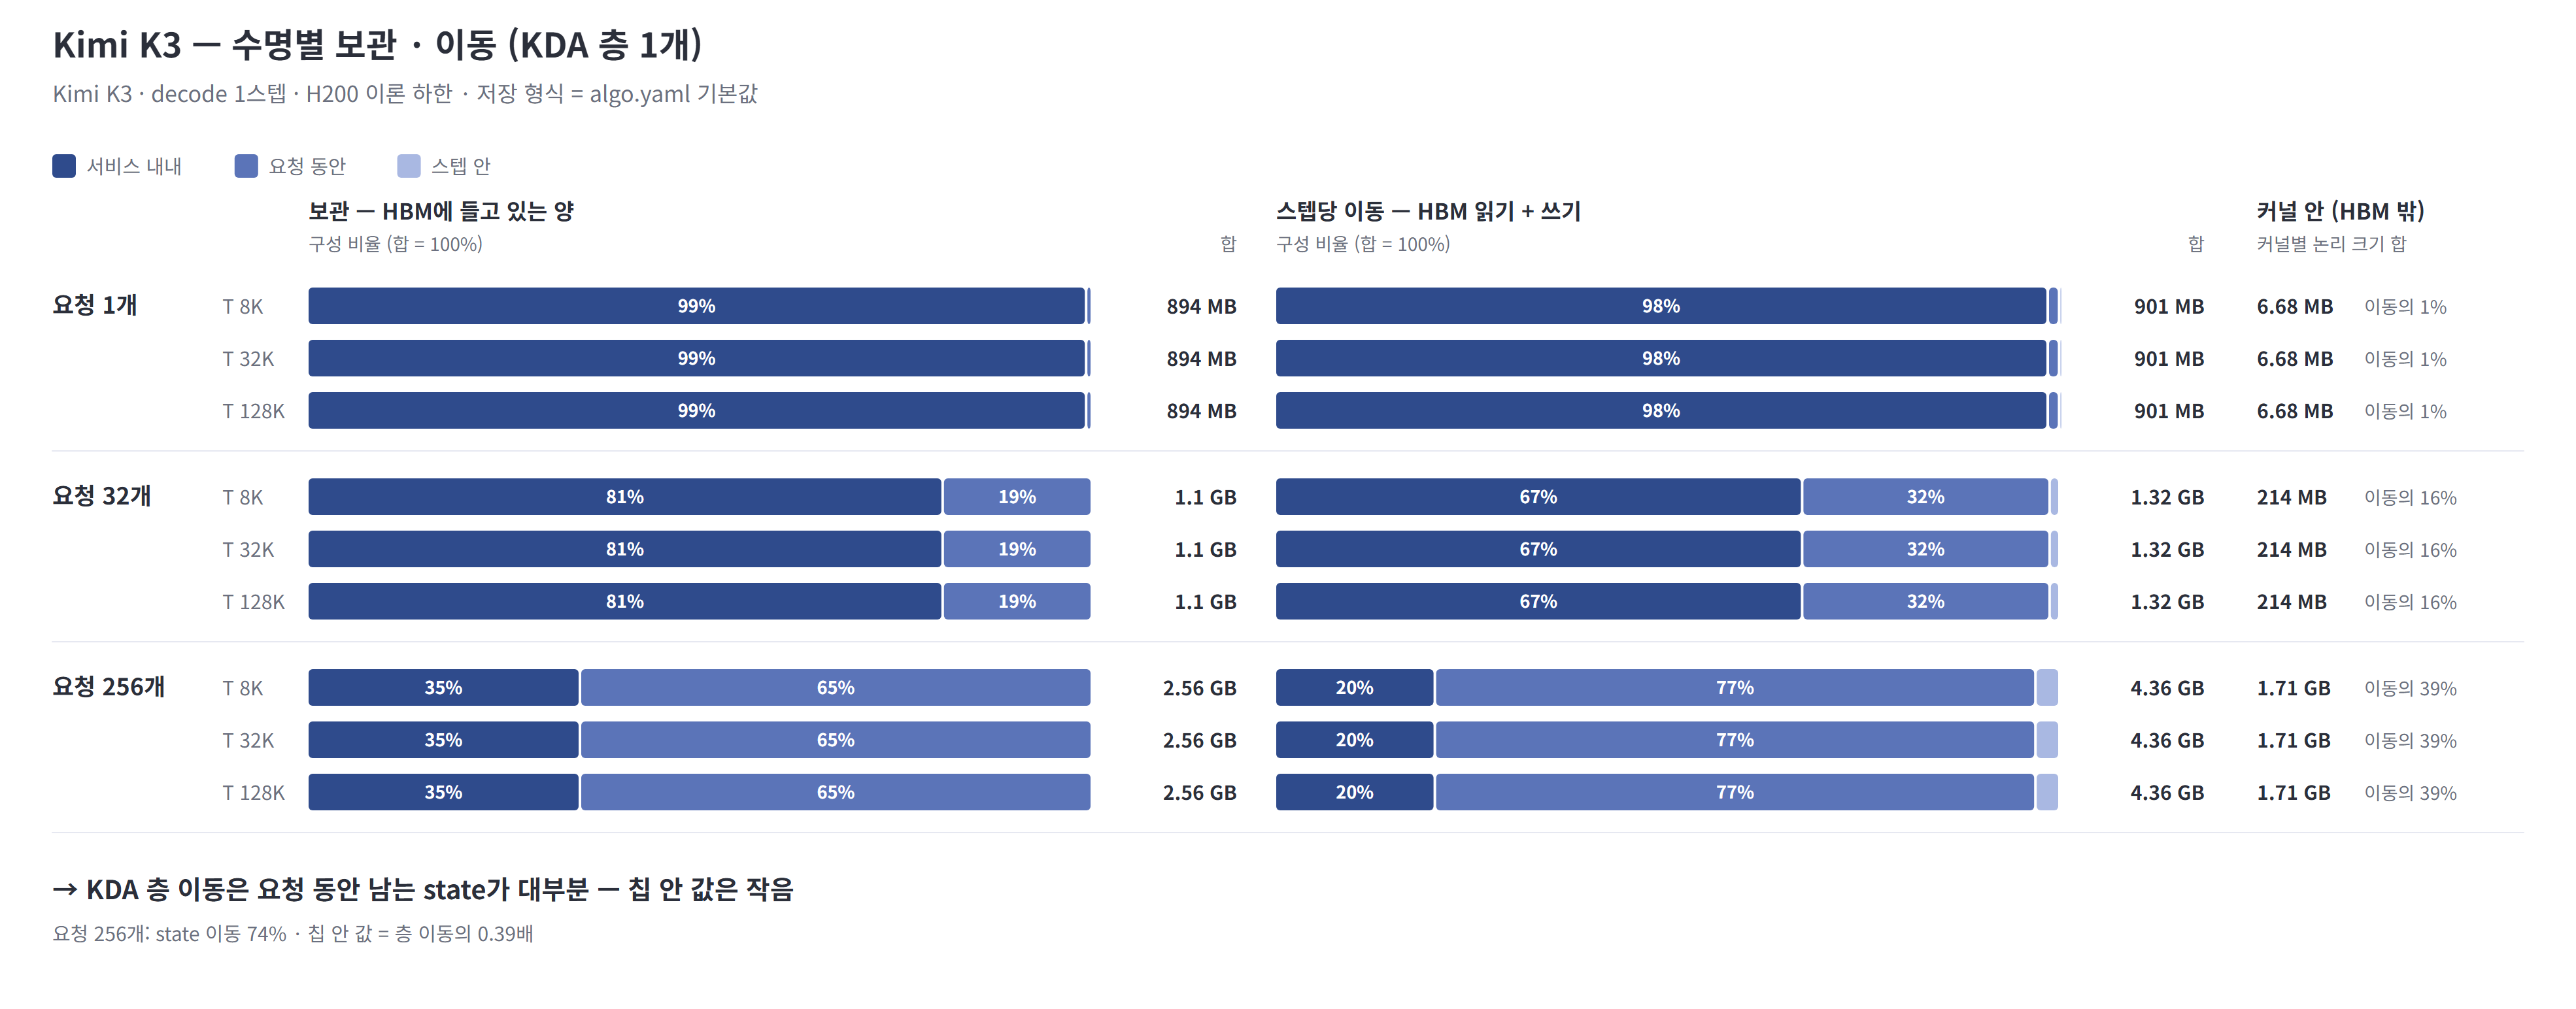 Kimi K3 — 수명별 보관 · 이동 (KDA 층 1개)
Kimi K3 · decode 1스텝 · H200 이론 하한 · 저장 형식 = algo.yaml 기본값
서비스 내내 요청 동안 스텝 안
보관 — HBM에 들고 있는 양 스텝당 이동 — HBM 읽기 + 쓰기 커널 안 (HBM 밖)
구성 비율 (합 = 100%) 합 구성 비율 (합 = 100%) 합 커널별 논리 크기 합
요청 1개 T 8K 99% 894 MB 98% 901 MB 6.68 MB 이동의 1%
T 32K 99% 894 MB 98% 901 MB 6.68 MB 이동의 1%
T 128K 99% 894 MB 98% 901 MB 6.68 MB 이동의 1%
요청 32개 T 8K 81% 19% 1.1 GB 67% 32% 1.32 GB 214 MB 이동의 16%
T 32K 81% 19% 1.1 GB 67% 32% 1.32 GB 214 MB 이동의 16%
T 128K 81% 19% 1.1 GB 67% 32% 1.32 GB 214 MB 이동의 16%
요청 256개 T 8K 35% 65% 2.56 GB 20% 77% 4.36 GB 1.71 GB 이동의 39%
T 32K 35% 65% 2.56 GB 20% 77% 4.36 GB 1.71 GB 이동의 39%
T 128K 35% 65% 2.56 GB 20% 77% 4.36 GB 1.71 GB 이동의 39%
→ KDA 층 이동은 요청 동안 남는 state가 대부분 — 칩 안 값은 작음
요청 256개: state 이동 74% · 칩 안 값 = 층 이동의 0.39배